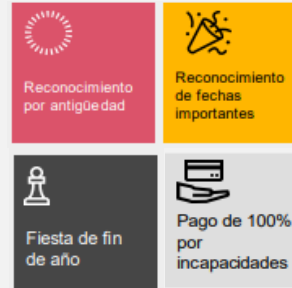 Reconocimiento
por antigüedad
Reconocimiento
de fechas
importantes
Fiesta de fin
de año
Pago de 100%
por
incapacidades